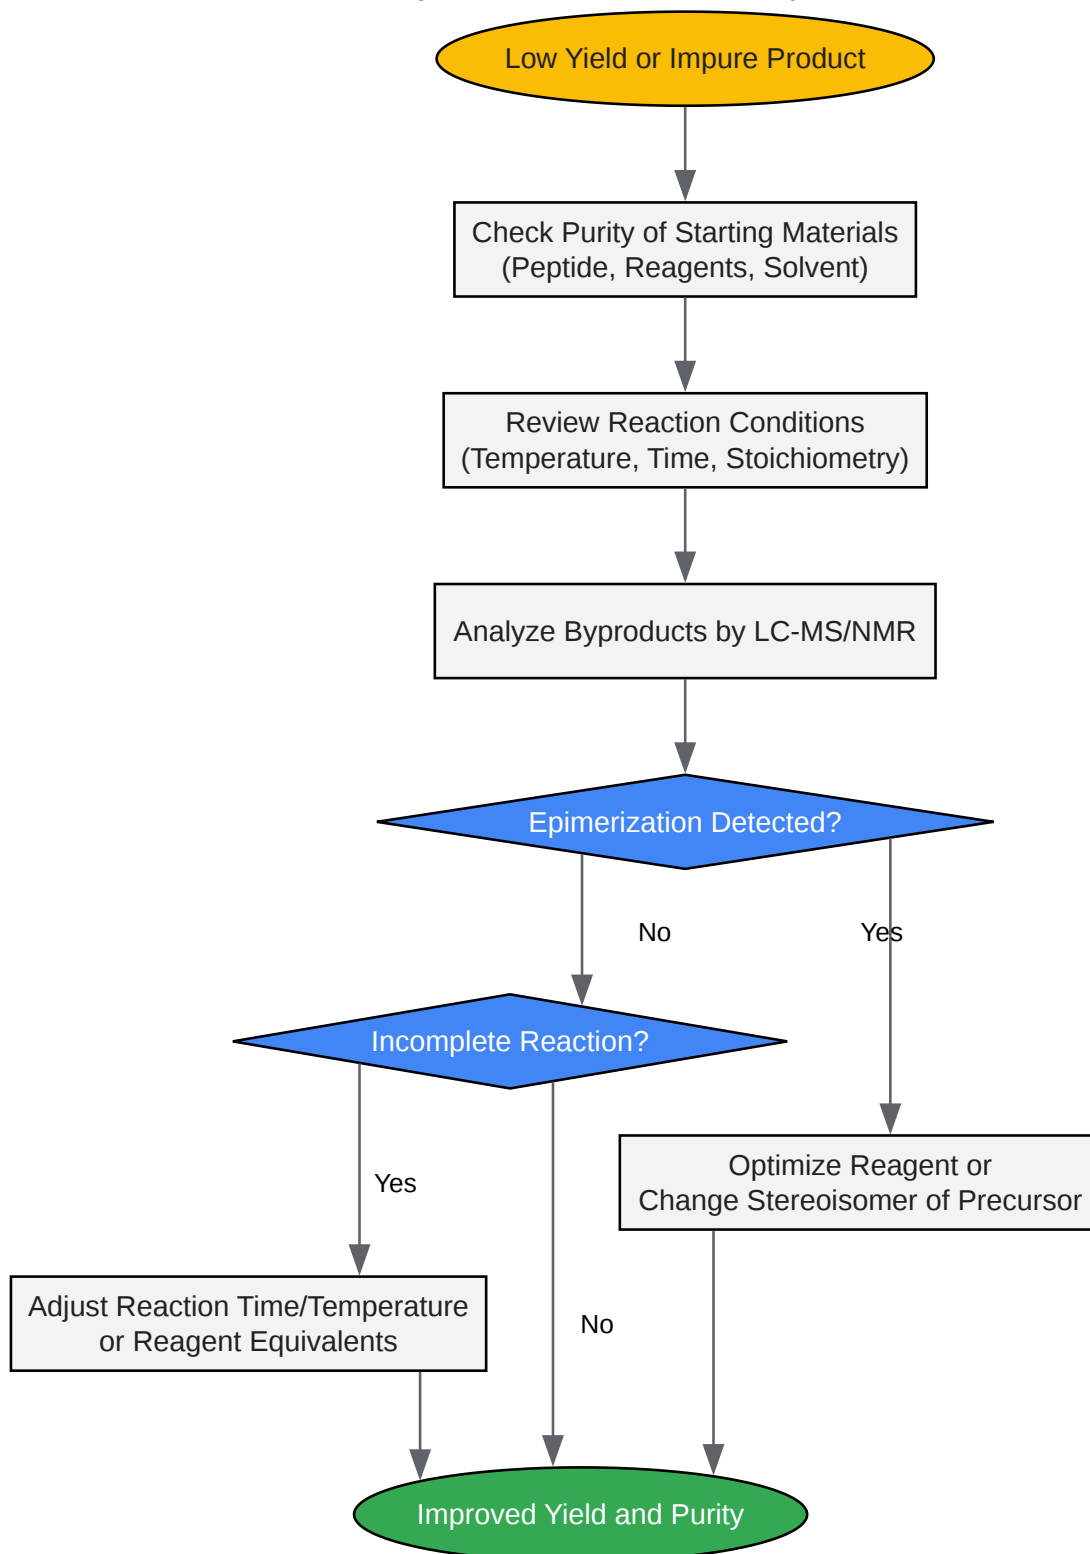 Low Yield or Impure Product
Check Purity of Starting Materials
(Peptide, Reagents, Solvent)
Review Reaction Conditions
(Temperature, Time, Stoichiometry)
Analyze Byproducts by LC-MS/NMR
Epimerization Detected?
No
Yes
Incomplete Reaction?
Optimize Reagent or
Change Stereoisomer of Precursor
Yes
Adjust Reaction Time/Temperature
or Reagent Equivalents
No
Improved Yield and Purity